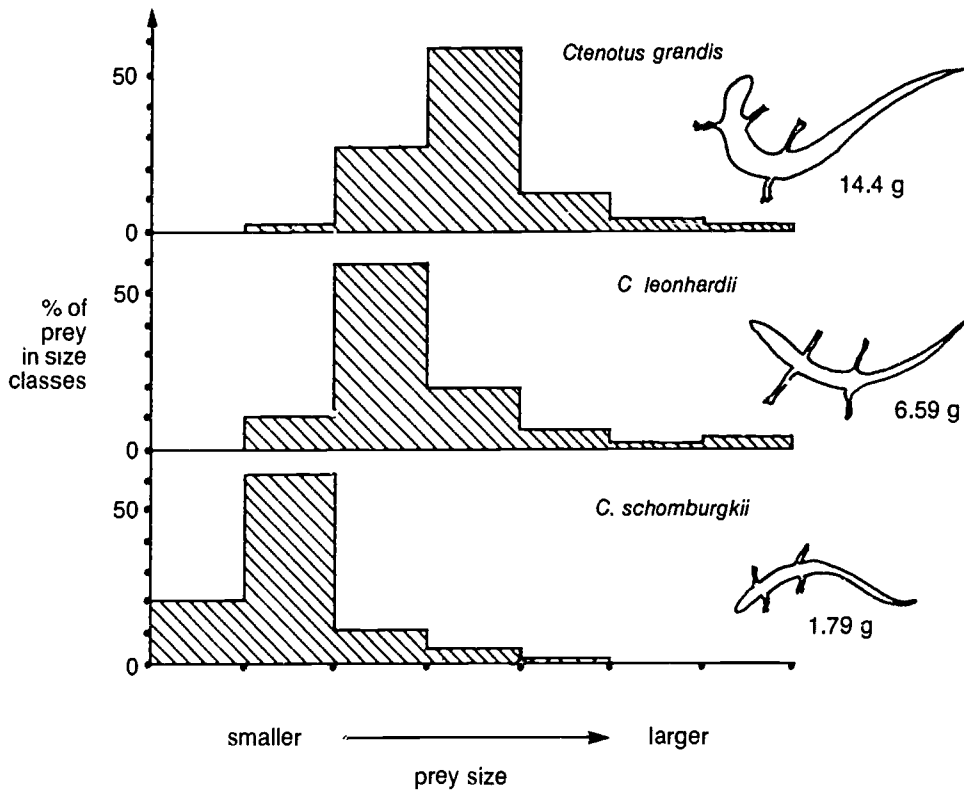 Ctenotus grandis
50
14.4 g
0
C leonhardii
50
% of
prey
in size
classes
6.59 g
0
C. schomburgkii
50
1.79 g
0
smaller
larger
prey size